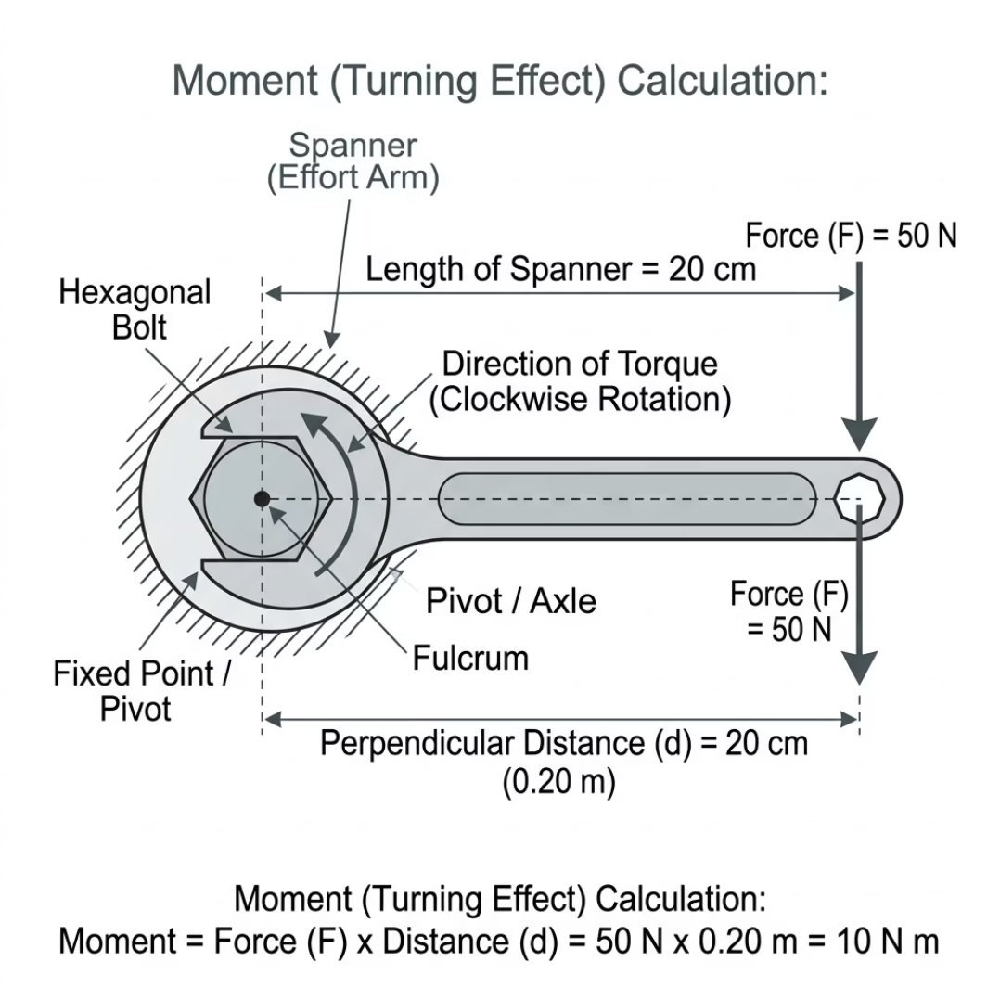 Moment (Turning Effect) Calculation:
Spanner
(Effort Arm)
Force (F) = 50 N
Length of Spanner = 20 cm
Hexagonal
Bolt
Direction of Torque
(Clockwise Rotation)
Pivot / Axle
Force (F)
= 50 N
Fulcrum
Fixed Point /
Pivot
Perpendicular Distance (d) = 20 cm
(0.20 m)
Moment (Turning Effect) Calculation:
Moment = Force (F) x Distance (d) = 50 N x 0.20 m = 10 N m